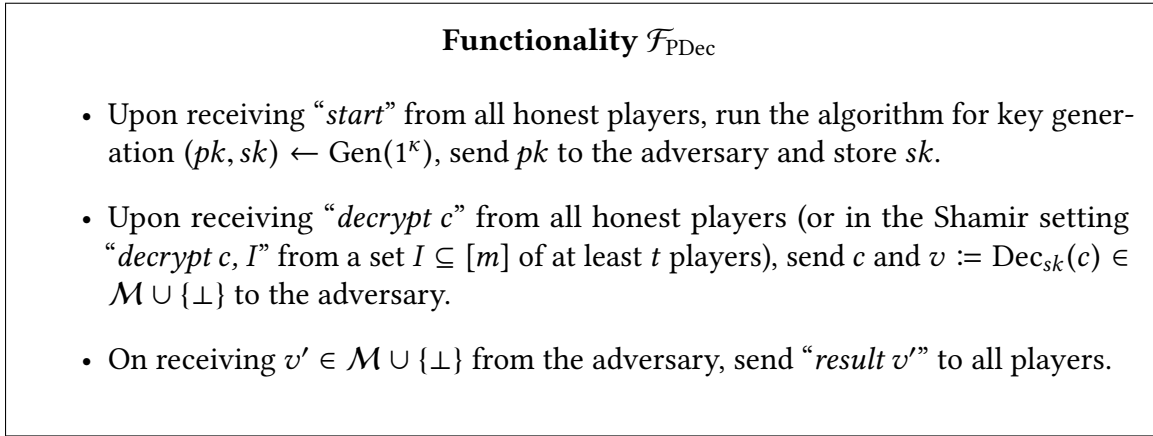 Functionality ℱ_PDec
• Upon receiving “start” from all honest players, run the algorithm for key gener-
ation (pk, sk) ← Gen(1^κ), send pk to the adversary and store sk.
• Upon receiving “decrypt c” from all honest players (or in the Shamir setting
“decrypt c, I” from a set I ⊆ [m] of at least t players), send c and v ≔ Dec_sk(c) ∈
ℳ ∪ {⊥} to the adversary.
• On receiving v′ ∈ ℳ ∪ {⊥} from the adversary, send “result v′” to all players.